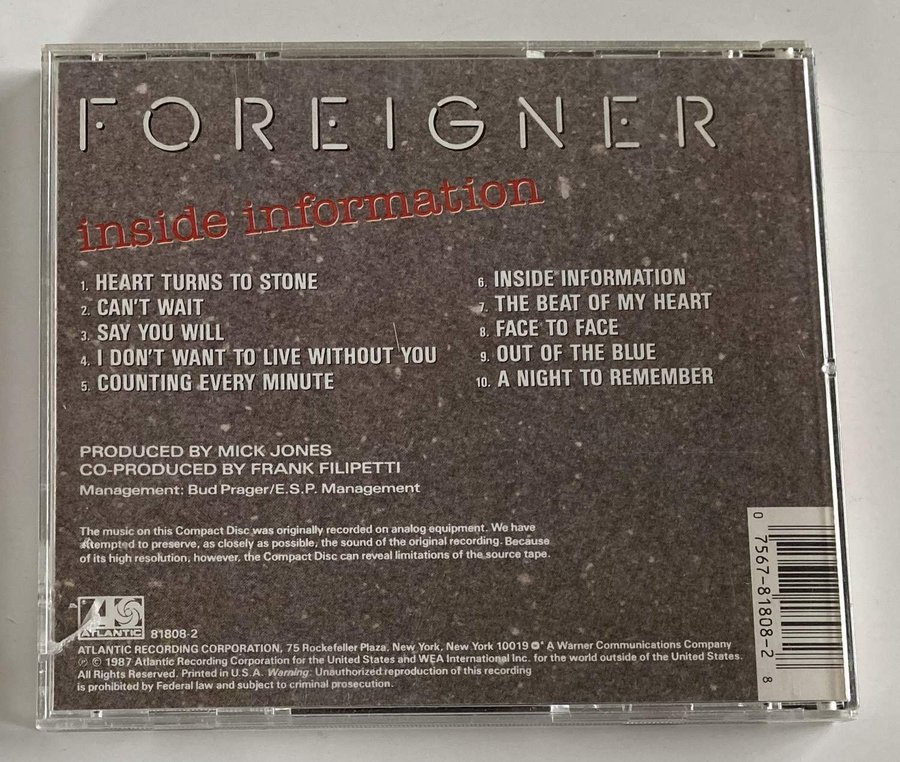 FOREIGNER
inside information
1. HEART TURNS TO STONE
2. CAN'T WAIT
3. SAY YOU WILL
4. I DON'T WANT TO LIVE WITHOUT YOU
5. COUNTING EVERY MINUTE
6. INSIDE INFORMATION
7. THE BEAT OF MY HEART
8. FACE TO FACE
9. OUT OF THE BLUE
10. A NIGHT TO REMEMBER
PRODUCED BY MICK JONES
CO-PRODUCED BY FRANK FILIPETTI
Management: Bud Prager/E.S.P. Management
The music on this Compact Disc was originally recorded on analog equipment. We have
attempted to preserve, as closely as possible, the sound of the original recording. Because
of its high resolution, however, the Compact Disc can reveal limitations of the source tape.
ATLANTIC 81808-2
ATLANTIC RECORDING CORPORATION, 75 Rockefeller Plaza, New York, New York 10019 A Warner Communications Company
℗ © 1987 Atlantic Recording Corporation for the United States and WEA International Inc. for the world outside of the United States.
All Rights Reserved. Printed in U.S.A. Warning: Unauthorized reproduction of this recording
is prohibited by Federal law and subject to criminal prosecution.
0 7567-81808-2 8